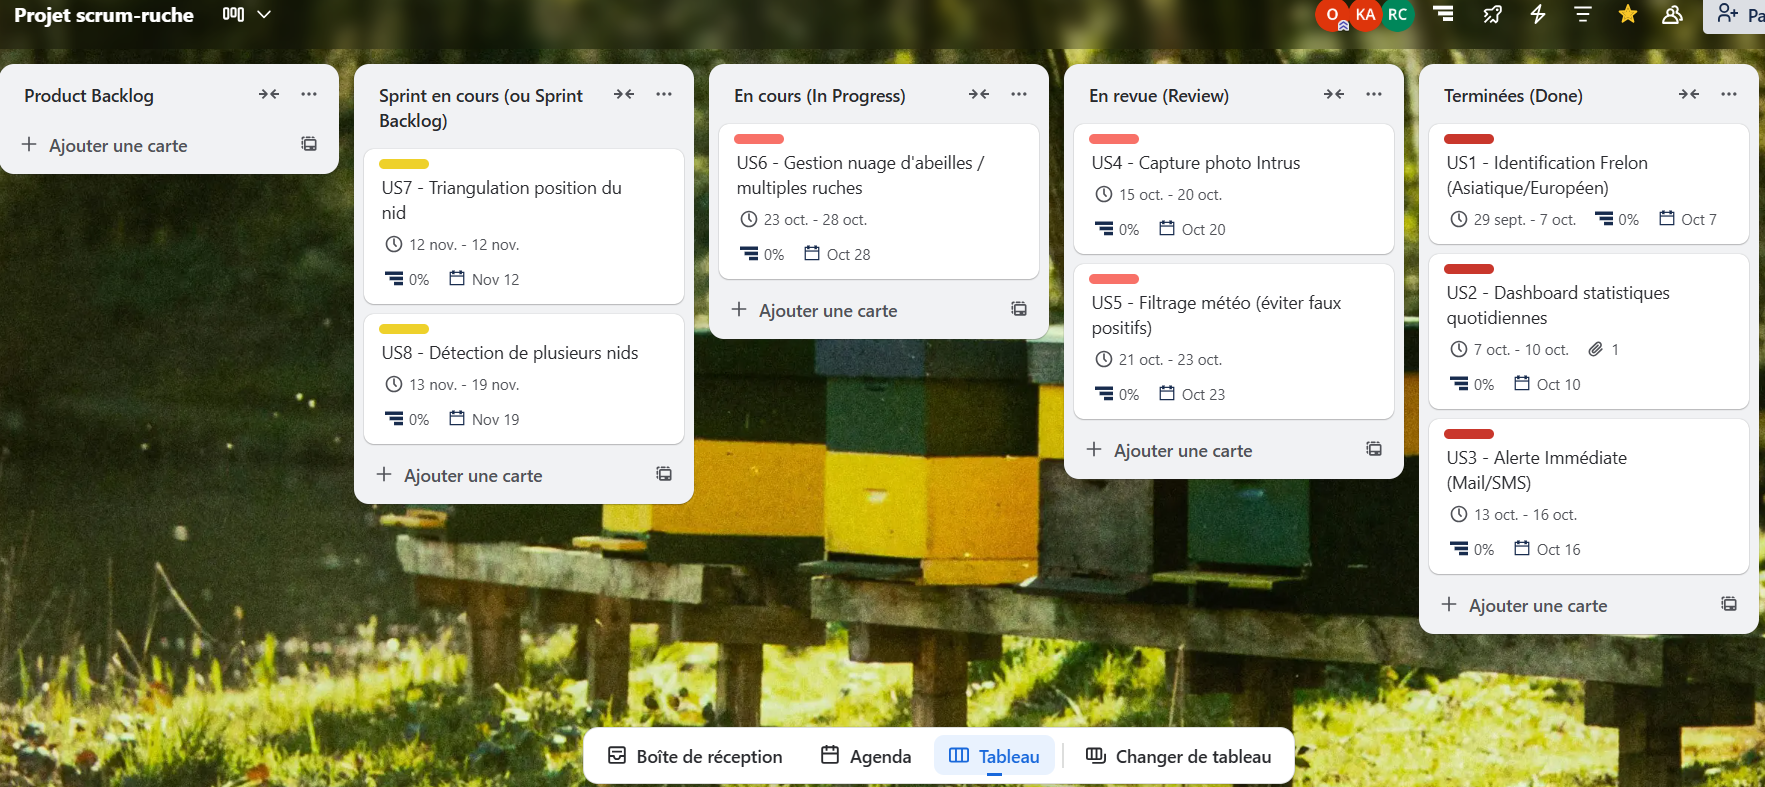 Projet scrum-ruche
O
KA
RC
Product Backlog
Ajouter une carte
Sprint en cours (ou Sprint
Backlog)
US7 - Triangulation position du
nid
12 nov. - 12 nov.
0%
Nov 12
US8 - Détection de plusieurs nids
13 nov. - 19 nov.
0%
Nov 19
Ajouter une carte
En cours (In Progress)
US6 - Gestion nuage d'abeilles /
multiples ruches
23 oct. - 28 oct.
0%
Oct 28
Ajouter une carte
En revue (Review)
US4 - Capture photo Intrus
15 oct. - 20 oct.
0%
Oct 20
US5 - Filtrage météo (éviter faux
positifs)
21 oct. - 23 oct.
0%
Oct 23
Ajouter une carte
Terminées (Done)
US1 - Identification Frelon
(Asiatique/Européen)
29 sept. - 7 oct.
0%
Oct 7
US2 - Dashboard statistiques
quotidiennes
7 oct. - 10 oct.
1
0%
Oct 10
US3 - Alerte Immédiate
(Mail/SMS)
13 oct. - 16 oct.
0%
Oct 16
Ajouter une carte
Boîte de réception
Agenda
Tableau
Changer de tableau